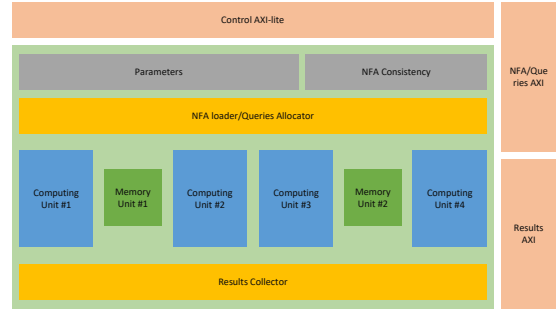 Control AXI-lite
NFA/Que
ries AXI
Parameters
NFA Consistency
NFA loader/Queries Allocator
Computing
Unit #1
Memory
Unit #1
Computing
Unit #2
Computing
Unit #3
Memory
Unit #2
Computing
Unit #4
Results
AXI
Results Collector